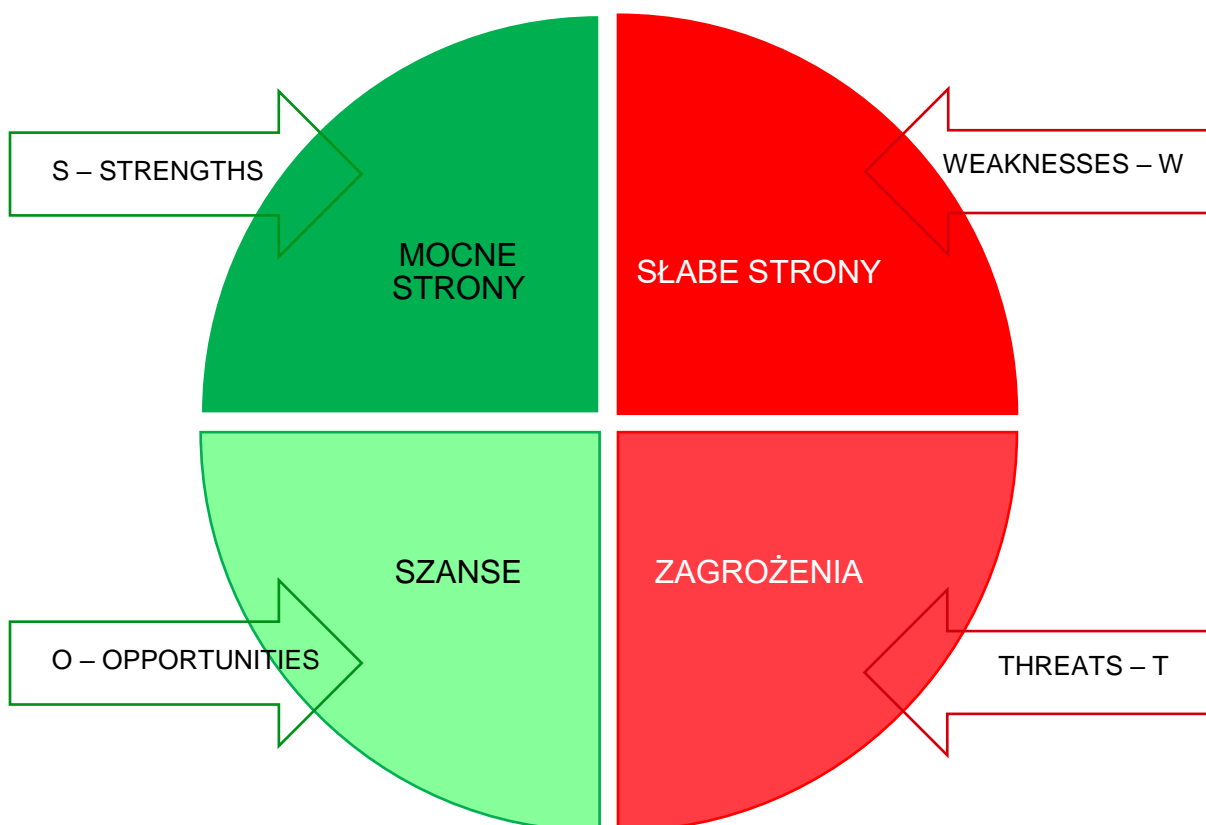 S – STRENGTHS
WEAKNESSES – W
MOCNE
STRONY
SŁABE STRONY
SZANSE
ZAGROŻENIA
O – OPPORTUNITIES
THREATS – T